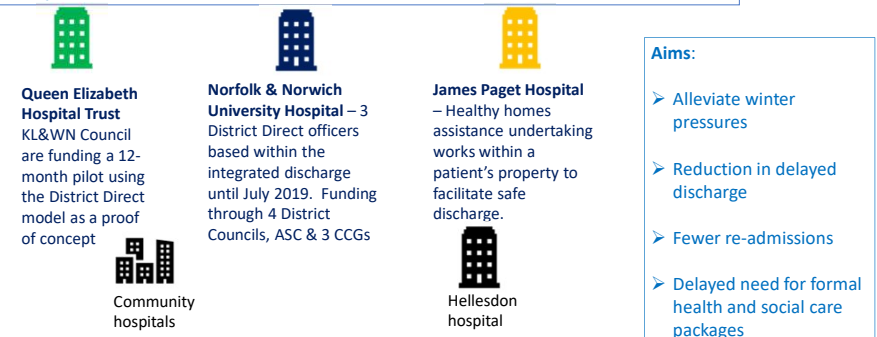 Queen Elizabeth
Hospital Trust
KL&WN Council
are funding a 12-
month pilot using
the District Direct
model as a proof
of concept
Community
hospitals
Norfolk & Norwich
University Hospital – 3
District Direct officers
based within the
integrated discharge
until July 2019.  Funding
through 4 District
Councils, ASC & 3 CCGs
James Paget Hospital
– Healthy homes
assistance undertaking
works within a
patient's property to
facilitate safe
discharge.
Hellesdon
hospital
Aims:
➢ Alleviate winter
pressures
➢ Reduction in delayed
discharge
➢ Fewer re-admissions
➢ Delayed need for formal
health and social care
packages